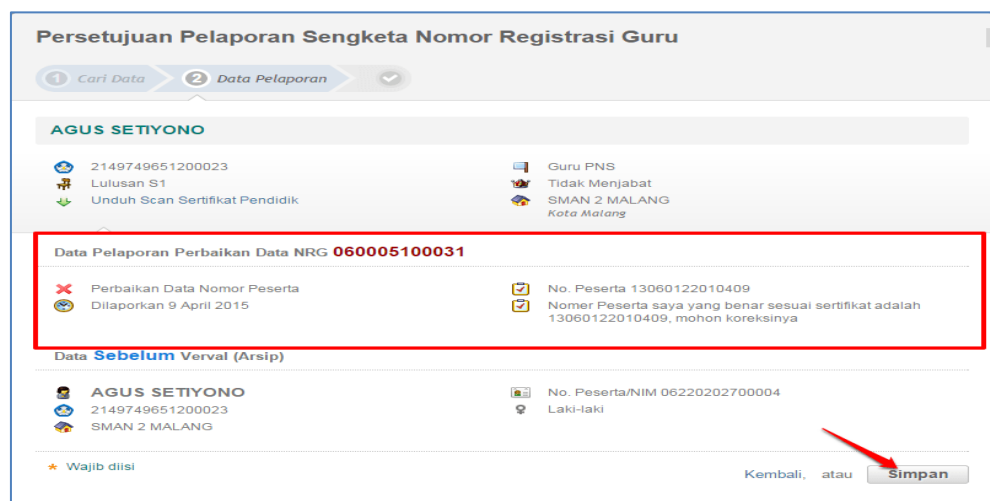 Persetujuan Pelaporan Sengketa Nomor Registrasi Guru
1 Cari Data 2 Data Pelaporan
AGUS SETIYONO
2149749651200023
Guru PNS
Lulusan S1
Tidak Menjabat
Unduh Scan Sertifikat Pendidik
SMAN 2 MALANG
Kota Malang
Data Pelaporan Perbaikan Data NRG 060005100031
Perbaikan Data Nomor Peserta
No. Peserta 13060122010409
Dilaporkan 9 April 2015
Nomer Peserta saya yang benar sesuai sertifikat adalah
13060122010409, mohon koreksinya
Data Sebelum Verval (Arsip)
AGUS SETIYONO
No. Peserta/NIM 06220202700004
2149749651200023
Laki-laki
SMAN 2 MALANG
* Wajib diisi
Kembali, atau Simpan